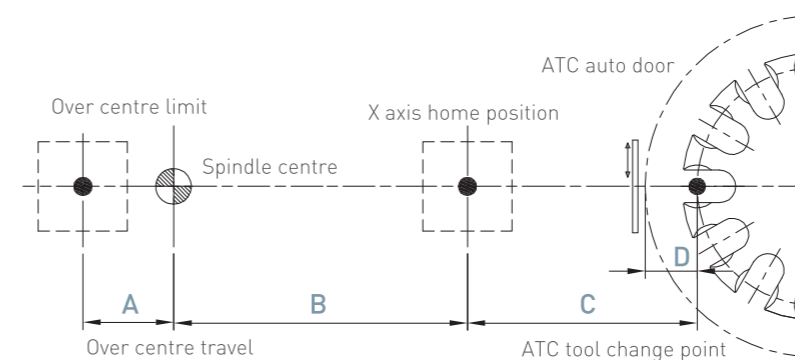 ATC auto door
Over centre limit
X axis home position
Spindle centre
D
A
B
C
Over centre travel
ATC tool change point